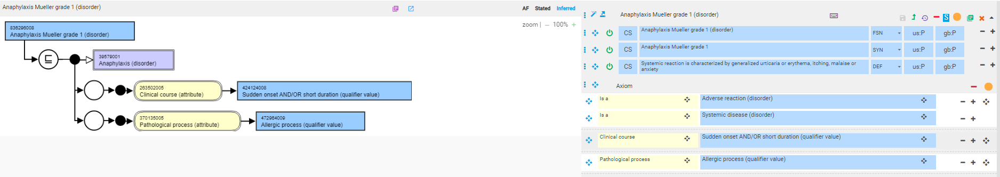 Anaphylaxis Mueller grade 1 (disorder)
AF Stated Inferred
zoom | − 100% +
836296008
Anaphylaxis Mueller grade 1 (disorder)
⊑
39579001
Anaphylaxis (disorder)
263502005
Clinical course (attribute)
424124008
Sudden onset AND/OR short duration (qualifier value)
370135005
Pathological process (attribute)
472964009
Allergic process (qualifier value)
Anaphylaxis Mueller grade 1 (disorder)
S
CS Anaphylaxis Mueller grade 1 (disorder) FSN us:P gb:P
CS Anaphylaxis Mueller grade 1 SYN us:P gb:P
CS Systemic reaction is characterized by generalized urticaria or erythema, itching, malaise or
anxiety DEF us:P gb:P
Axiom
Is a Adverse reaction (disorder)
Is a Systemic disease (disorder)
Clinical course Sudden onset AND/OR short duration (qualifier value)
Pathological process Allergic process (qualifier value)